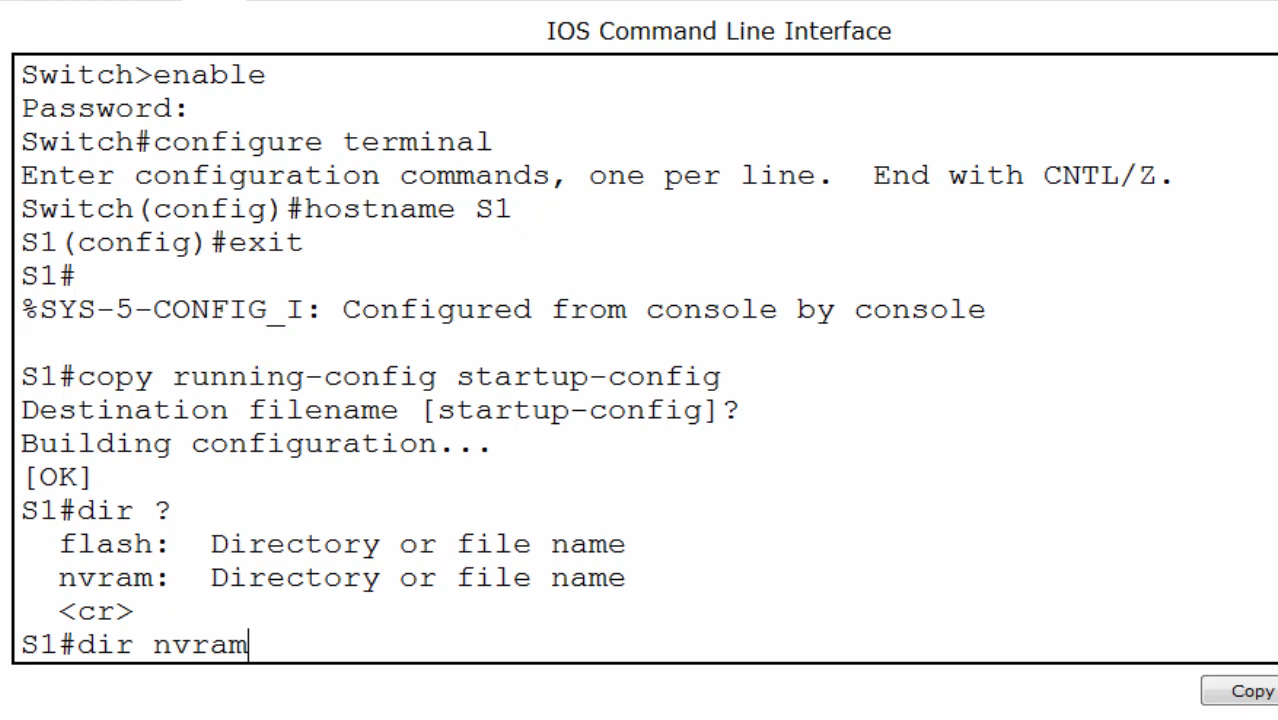 IOS Command Line Interface
Switch>enable
Password:
Switch#configure terminal
Enter configuration commands, one per line.  End with CNTL/Z.
Switch(config)#hostname S1
S1(config)#exit
S1#
%SYS-5-CONFIG_I: Configured from console by console
S1#copy running-config startup-config
Destination filename [startup-config]?
Building configuration...
[OK]
S1#dir ?
  flash:  Directory or file name
  nvram:  Directory or file name
  <cr>
S1#dir nvram
Copy